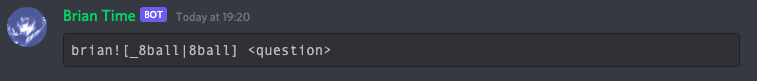 Brian Time BOT Today at 19:20
brian![_8ball|8ball] <question>